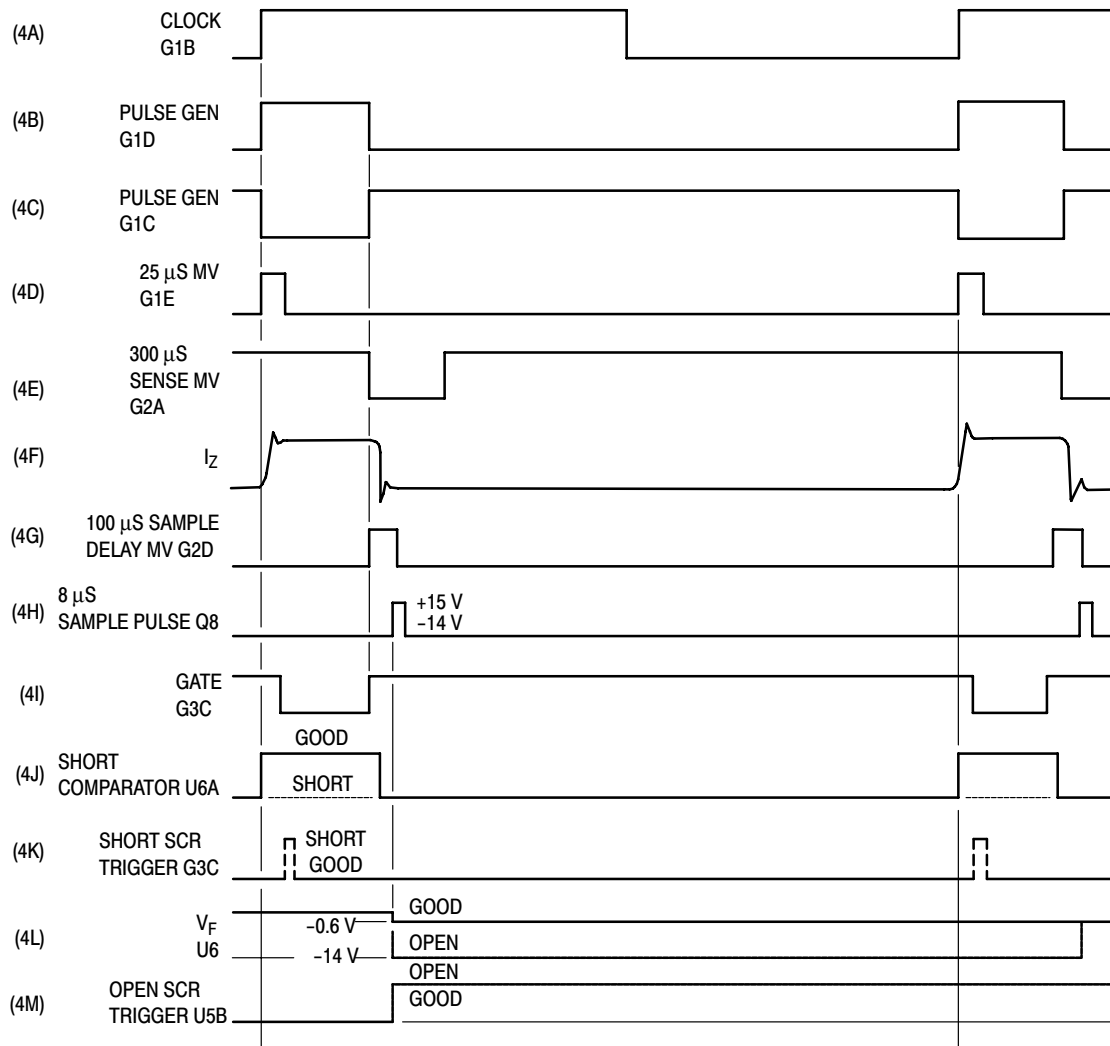 (4A) CLOCK
G1B
(4B) PULSE GEN
G1D
(4C) PULSE GEN
G1C
(4D) 25 μS MV
G1E
(4E) 300 μS
SENSE MV
G2A
(4F) IZ
(4G) 100 μS SAMPLE
DELAY MV G2D
(4H) 8 μS
SAMPLE PULSE Q8
+15 V
−14 V
(4I) GATE
G3C
(4J) SHORT
COMPARATOR U6A
GOOD
SHORT
(4K) SHORT SCR
TRIGGER G3C
SHORT
GOOD
(4L) VF
U6
−0.6 V
−14 V
GOOD
OPEN
(4M) OPEN SCR
TRIGGER U5B
OPEN
GOOD